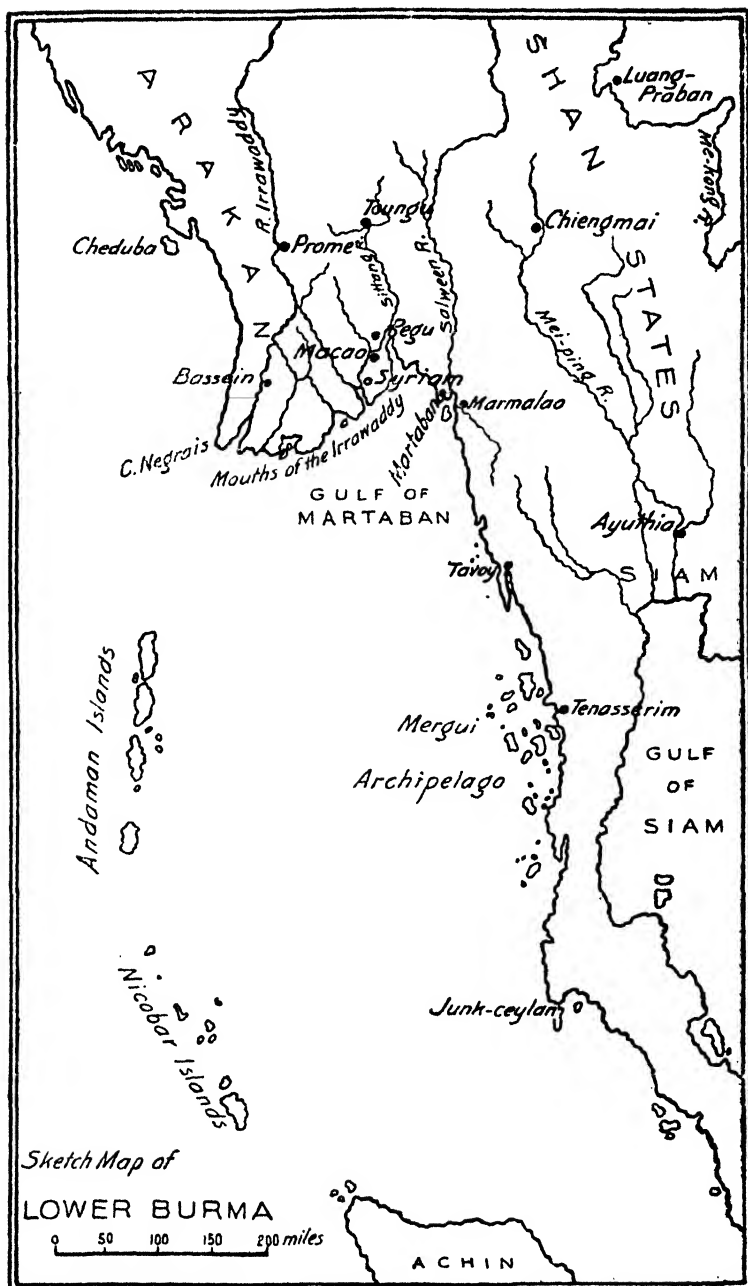 ARAKAN
SHAN
STATES
Luang-
Praban
Me-kong R.
R. Irrawaddy
Toungu
Chiengmai
Cheduba
Prome
Sittang R.
Salween R.
Pegu
Mei-ping R.
Macao
Bassein
Syriam
Marmalao
Martaban
C. Negrais
Mouths of the Irrawaddy
GULF OF
MARTABAN
Ayuthia
SIAM
Tavoy
Andaman Islands
Mergui
Archipelago
Tenasserim
GULF
OF
SIAM
Nicobar Islands
Junk-ceylam
Sketch Map of
LOWER BURMA
0 50 100 150 200 miles
ACHIN